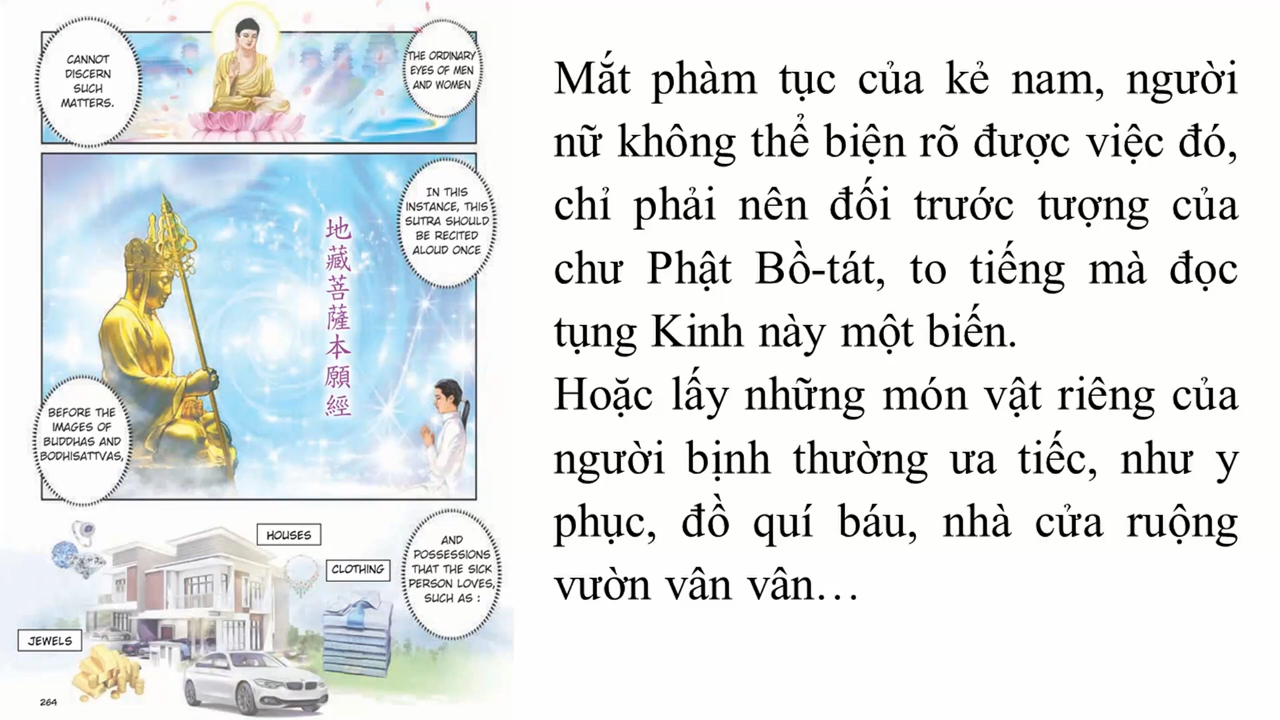 THE ORDINARY
EYES OF MEN
AND WOMEN
CANNOT
DISCERN
SUCH
MATTERS.
IN THIS
INSTANCE, THIS
SUTRA SHOULD
BE RECITED
ALOUD ONCE
地藏菩薩本願經
BEFORE THE
IMAGES OF
BUDDHAS AND
BODHISATTVAS,
AND
POSSESSIONS
THAT THE SICK
PERSON LOVES,
SUCH AS :
HOUSES
CLOTHING
JEWELS
264
Mắt phàm tục của kẻ nam, người
nữ không thể biện rõ được việc đó,
chỉ phải nên đối trước tượng của
chư Phật Bồ-tát, to tiếng mà đọc
tụng Kinh này một biến.
Hoặc lấy những món vật riêng của
người bịnh thường ưa tiếc, như y
phục, đồ quí báu, nhà cửa ruộng
vườn vân vân…